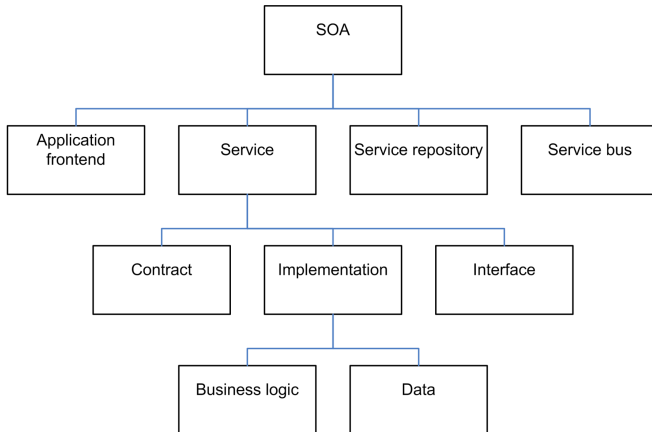 SOA
Application
frontend
Service
Service repository
Service bus
Contract
Implementation
Interface
Business logic
Data